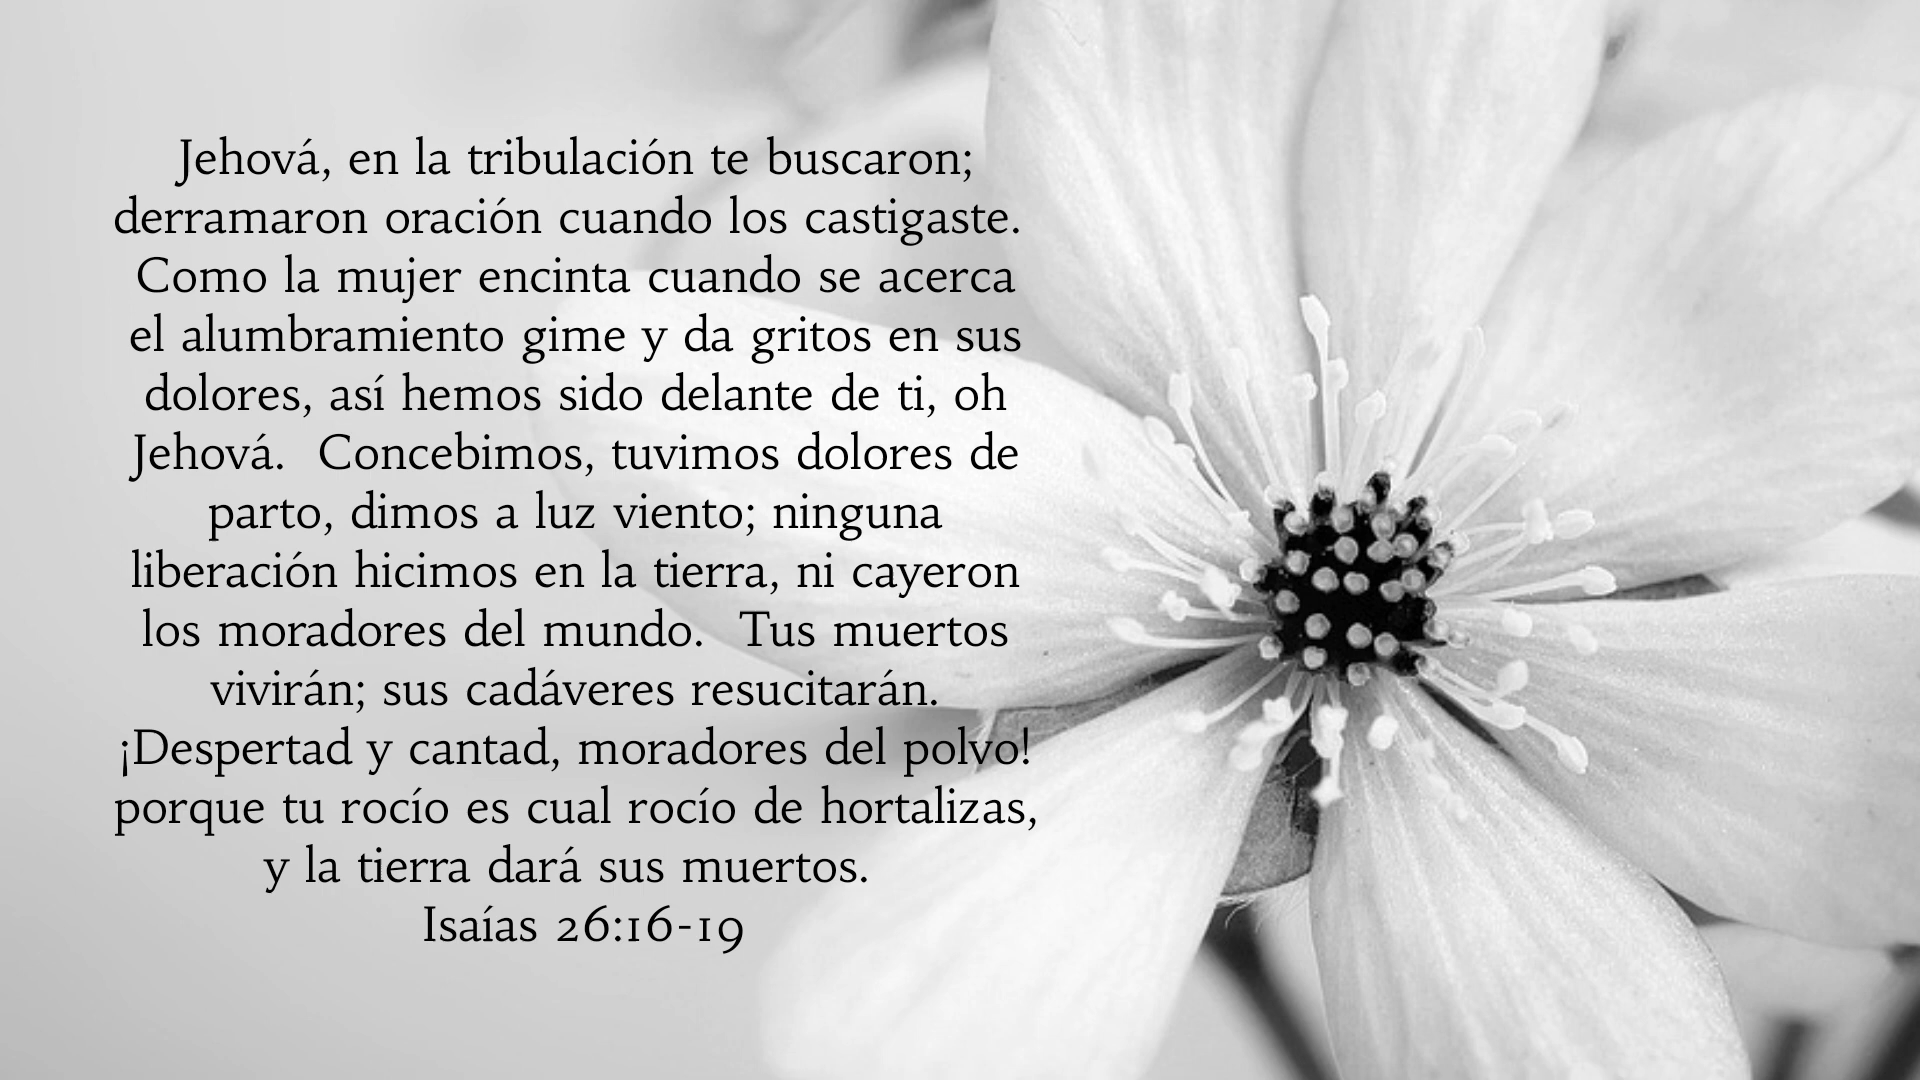 Jehová, en la tribulación te buscaron;
derramaron oración cuando los castigaste.
Como la mujer encinta cuando se acerca
el alumbramiento gime y da gritos en sus
dolores, así hemos sido delante de ti, oh
Jehová.  Concebimos, tuvimos dolores de
parto, dimos a luz viento; ninguna
liberación hicimos en la tierra, ni cayeron
los moradores del mundo.  Tus muertos
vivirán; sus cadáveres resucitarán.
¡Despertad y cantad, moradores del polvo!
porque tu rocío es cual rocío de hortalizas,
y la tierra dará sus muertos.
Isaías 26:16-19